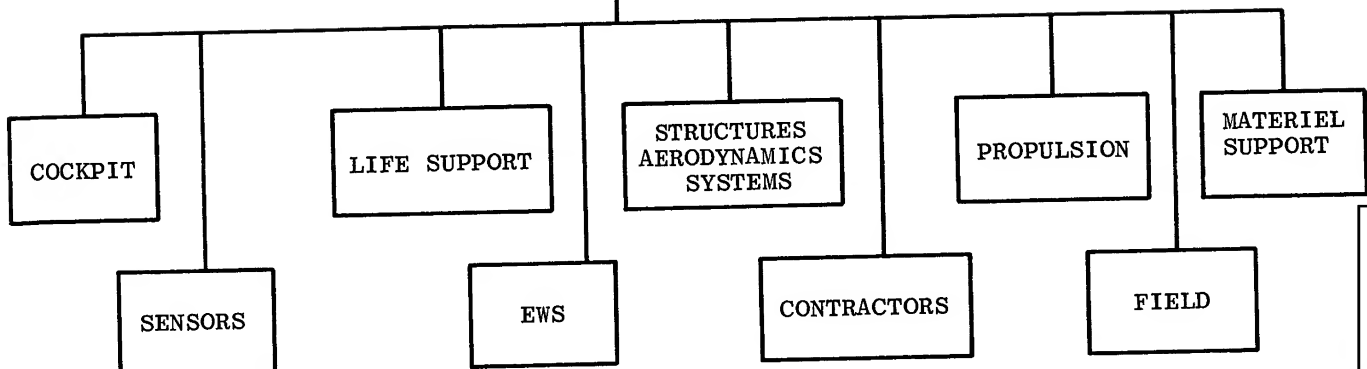 COCKPIT
LIFE SUPPORT
STRUCTURES
AERODYNAMICS
SYSTEMS
PROPULSION
MATERIEL
SUPPORT
SENSORS
EWS
CONTRACTORS
FIELD